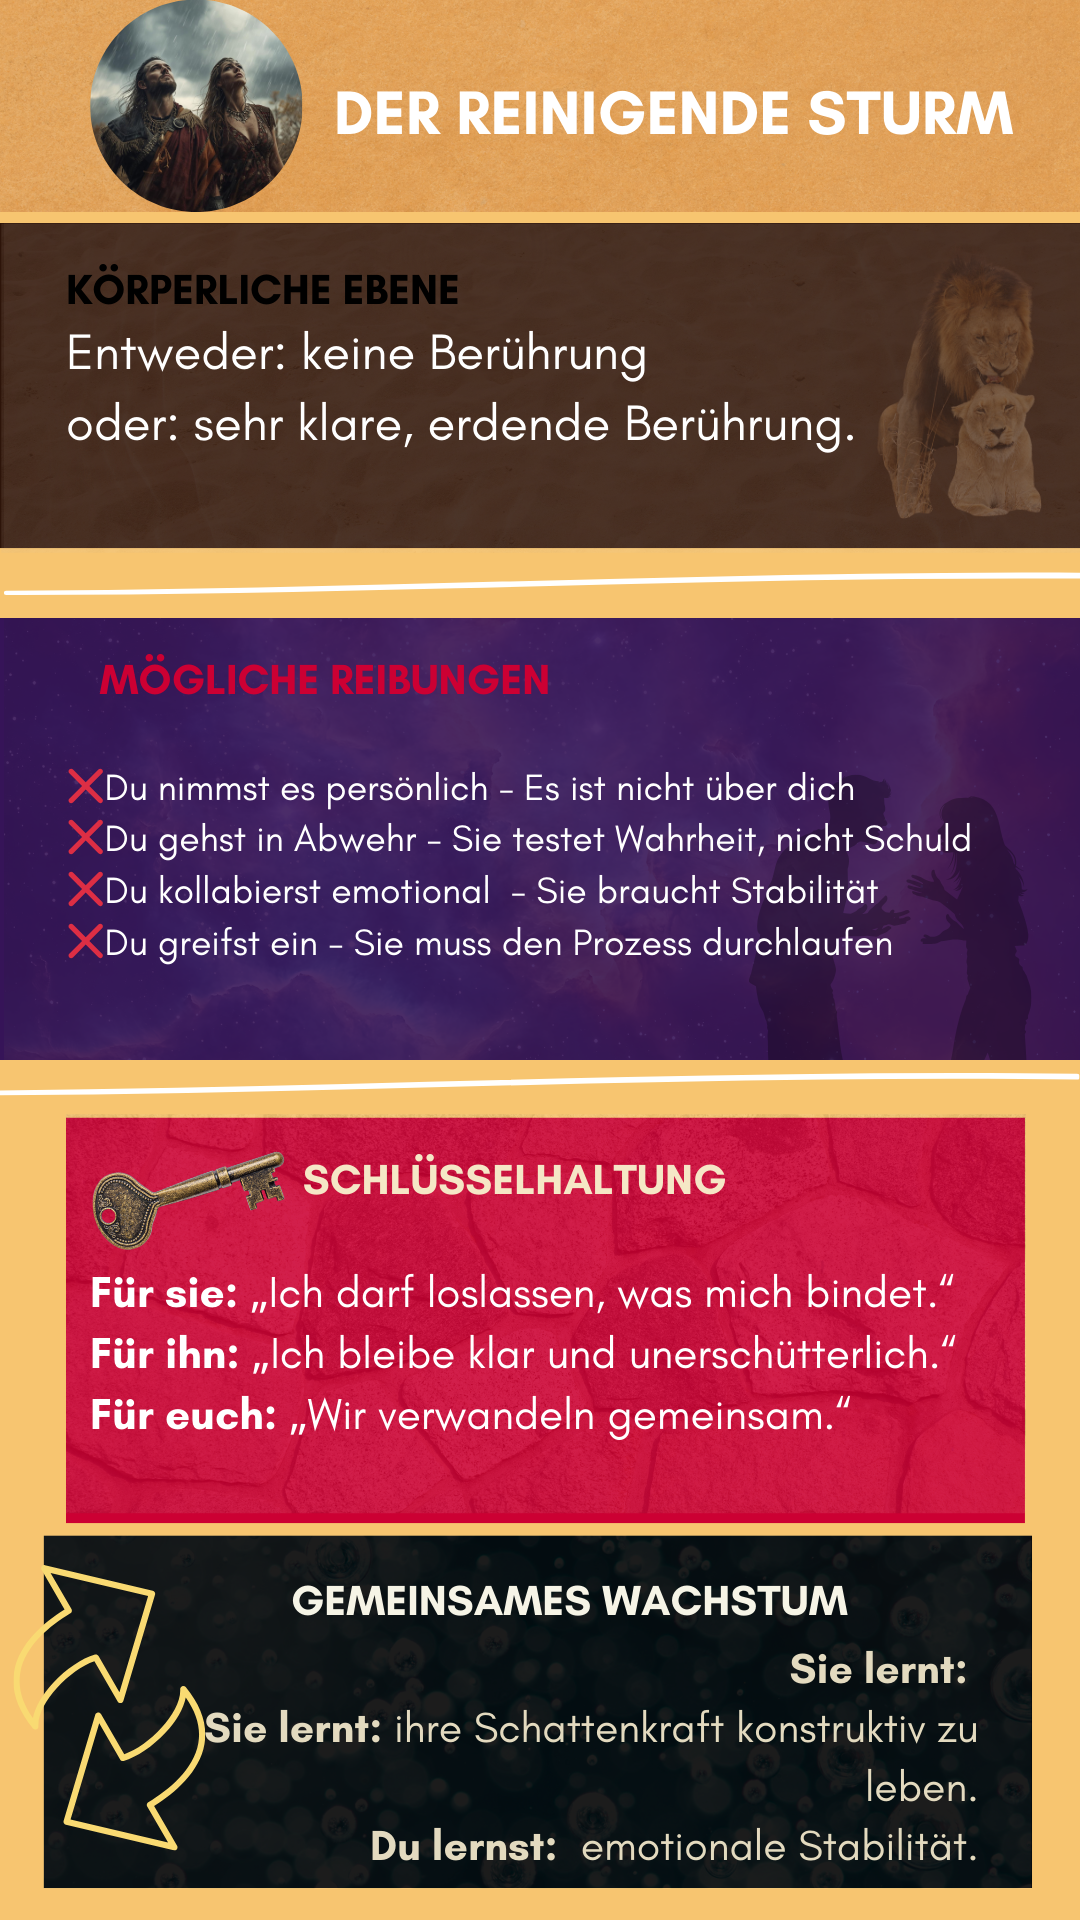 DER REINIGENDE STURM
KÖRPERLICHE EBENE
Entweder: keine Berührung
oder: sehr klare, erdende Berührung.
MÖGLICHE REIBUNGEN
❌Du nimmst es persönlich – Es ist nicht über dich
❌Du gehst in Abwehr – Sie testet Wahrheit, nicht Schuld
❌Du kollabierst emotional – Sie braucht Stabilität
❌Du greifst ein – Sie muss den Prozess durchlaufen
SCHLÜSSELHALTUNG
Für sie: „Ich darf loslassen, was mich bindet.“
Für ihn: „Ich bleibe klar und unerschütterlich.“
Für euch: „Wir verwandeln gemeinsam.“
GEMEINSAMES WACHSTUM
Sie lernt:
Sie lernt: ihre Schattenkraft konstruktiv zu
leben.
Du lernst: emotionale Stabilität.